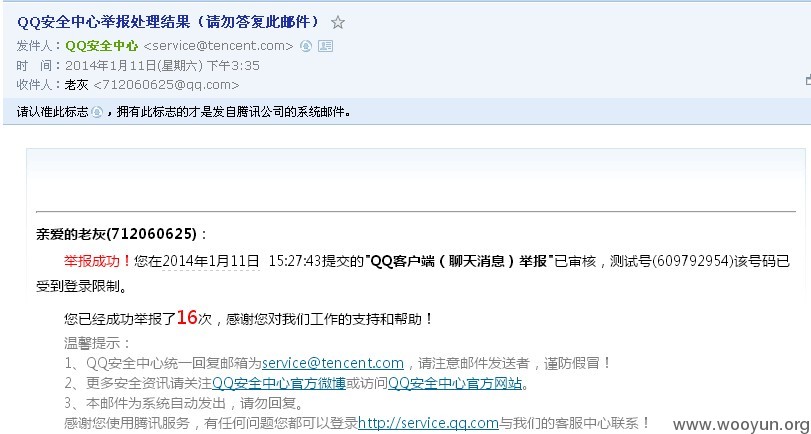 QQ安全中心举报处理结果（请勿答复此邮件）
发件人：QQ安全中心 <service@tencent.com>
时　间：2014年1月11日(星期六) 下午3:35
收件人：老灰 <712060625@qq.com>
请认准此标志，拥有此标志的才是发自腾讯公司的系统邮件。
亲爱的老灰(712060625)：
举报成功！您在2014年1月11日 15:27:43提交的"QQ客户端（聊天消息）举报"已审核，测试号(609792954)该号码已
受到登录限制。
您已经成功举报了16次，感谢您对我们工作的支持和帮助！
温馨提示：
1、QQ安全中心统一回复邮箱为service@tencent.com，请注意邮件发送者，谨防假冒！
2、更多安全资讯请关注QQ安全中心官方微博或访问QQ安全中心官方网站。
3、本邮件为系统自动发出，请勿回复。
感谢您使用腾讯服务，有任何问题您都可以登录http://service.qq.com与我们的客服中心联系！
www.wooyun.org